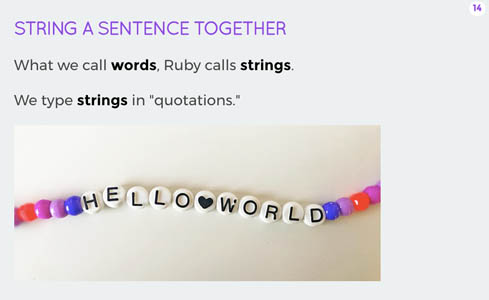 14
STRING A SENTENCE TOGETHER
What we call words, Ruby calls strings.
We type strings in "quotations."
HELLO♥WORLD